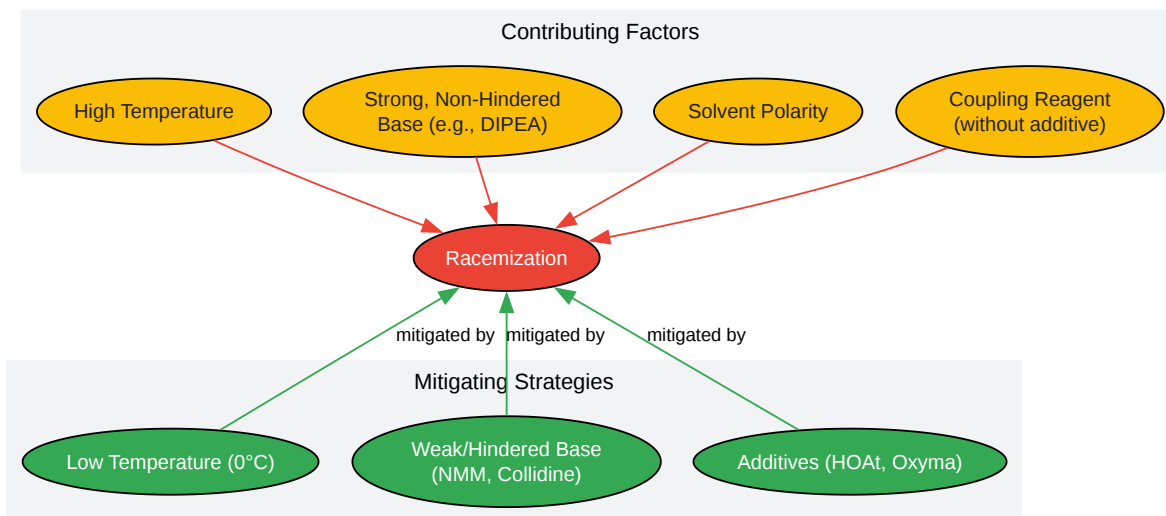 Contributing Factors
High Temperature
Strong, Non-Hindered
Base (e.g., DIPEA)
Solvent Polarity
Coupling Reagent
(without additive)
Racemization
mitigated by
mitigated by
mitigated by
Mitigating Strategies
Low Temperature (0°C)
Weak/Hindered Base
(NMM, Collidine)
Additives (HOAt, Oxyma)